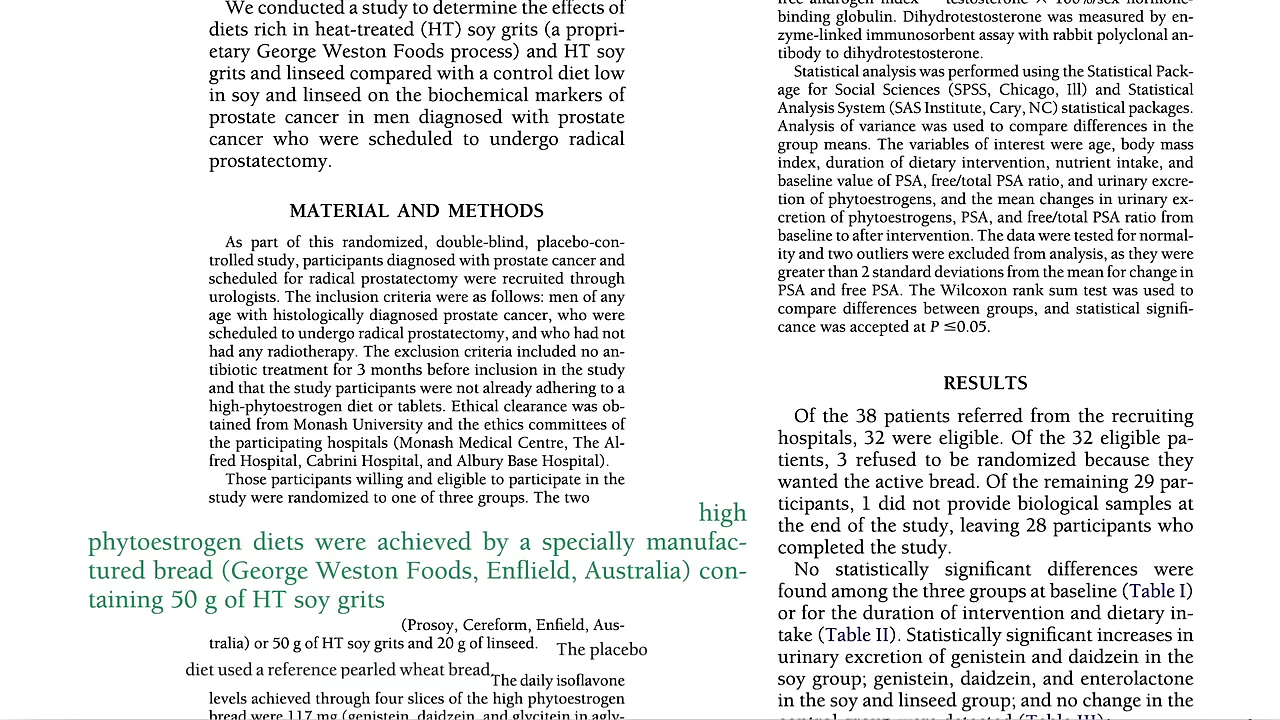 We conducted a study to determine the effects of
diets rich in heat-treated (HT) soy grits (a propri-
etary George Weston Foods process) and HT soy
grits and linseed compared with a control diet low
in soy and linseed on the biochemical markers of
prostate cancer in men diagnosed with prostate
cancer who were scheduled to undergo radical
prostatectomy.
MATERIAL AND METHODS
As part of this randomized, double-blind, placebo-con-
trolled study, participants diagnosed with prostate cancer and
scheduled for radical prostatectomy were recruited through
urologists. The inclusion criteria were as follows: men of any
age with histologically diagnosed prostate cancer, who were
scheduled to undergo radical prostatectomy, and who had not
had any radiotherapy. The exclusion criteria included no an-
tibiotic treatment for 3 months before inclusion in the study
and that the study participants were not already adhering to a
high-phytoestrogen diet or tablets. Ethical clearance was ob-
tained from Monash University and the ethics committees of
the participating hospitals (Monash Medical Centre, The Al-
fred Hospital, Cabrini Hospital, and Albury Base Hospital).
Those participants willing and eligible to participate in the
study were randomized to one of three groups. The two
high
phytoestrogen diets were achieved by a specially manufac-
tured bread (George Weston Foods, Enflield, Australia) con-
taining 50 g of HT soy grits
(Prosoy, Cereform, Enfield, Aus-
tralia) or 50 g of HT soy grits and 20 g of linseed.
The placebo
diet used a reference pearled wheat bread.
The daily isoflavone
levels achieved through four slices of the high phytoestrogen
bread were 117 mg (genistein, daidzein, and glycitein in agly-
free androgen index = testosterone × 100%/sex hormone-
binding globulin. Dihydrotestosterone was measured by en-
zyme-linked immunosorbent assay with rabbit polyclonal an-
tibody to dihydrotestosterone.
Statistical analysis was performed using the Statistical Pack-
age for Social Sciences (SPSS, Chicago, Ill) and Statistical
Analysis System (SAS Institute, Cary, NC) statistical packages.
Analysis of variance was used to compare differences in the
group means. The variables of interest were age, body mass
index, duration of dietary intervention, nutrient intake, and
baseline value of PSA, free/total PSA ratio, and urinary excre-
tion of phytoestrogens, and the mean changes in urinary ex-
cretion of phytoestrogens, PSA, and free/total PSA ratio from
baseline to after intervention. The data were tested for normal-
ity and two outliers were excluded from analysis, as they were
greater than 2 standard deviations from the mean for change in
PSA and free PSA. The Wilcoxon rank sum test was used to
compare differences between groups, and statistical signifi-
cance was accepted at P ≤0.05.
RESULTS
Of the 38 patients referred from the recruiting
hospitals, 32 were eligible. Of the 32 eligible pa-
tients, 3 refused to be randomized because they
wanted the active bread. Of the remaining 29 par-
ticipants, 1 did not provide biological samples at
the end of the study, leaving 28 participants who
completed the study.
No statistically significant differences were
found among the three groups at baseline (Table I)
or for the duration of intervention and dietary in-
take (Table II). Statistically significant increases in
urinary excretion of genistein and daidzein in the
soy group; genistein, daidzein, and enterolactone
in the soy and linseed group; and no change in the
control group were detected (Table III):